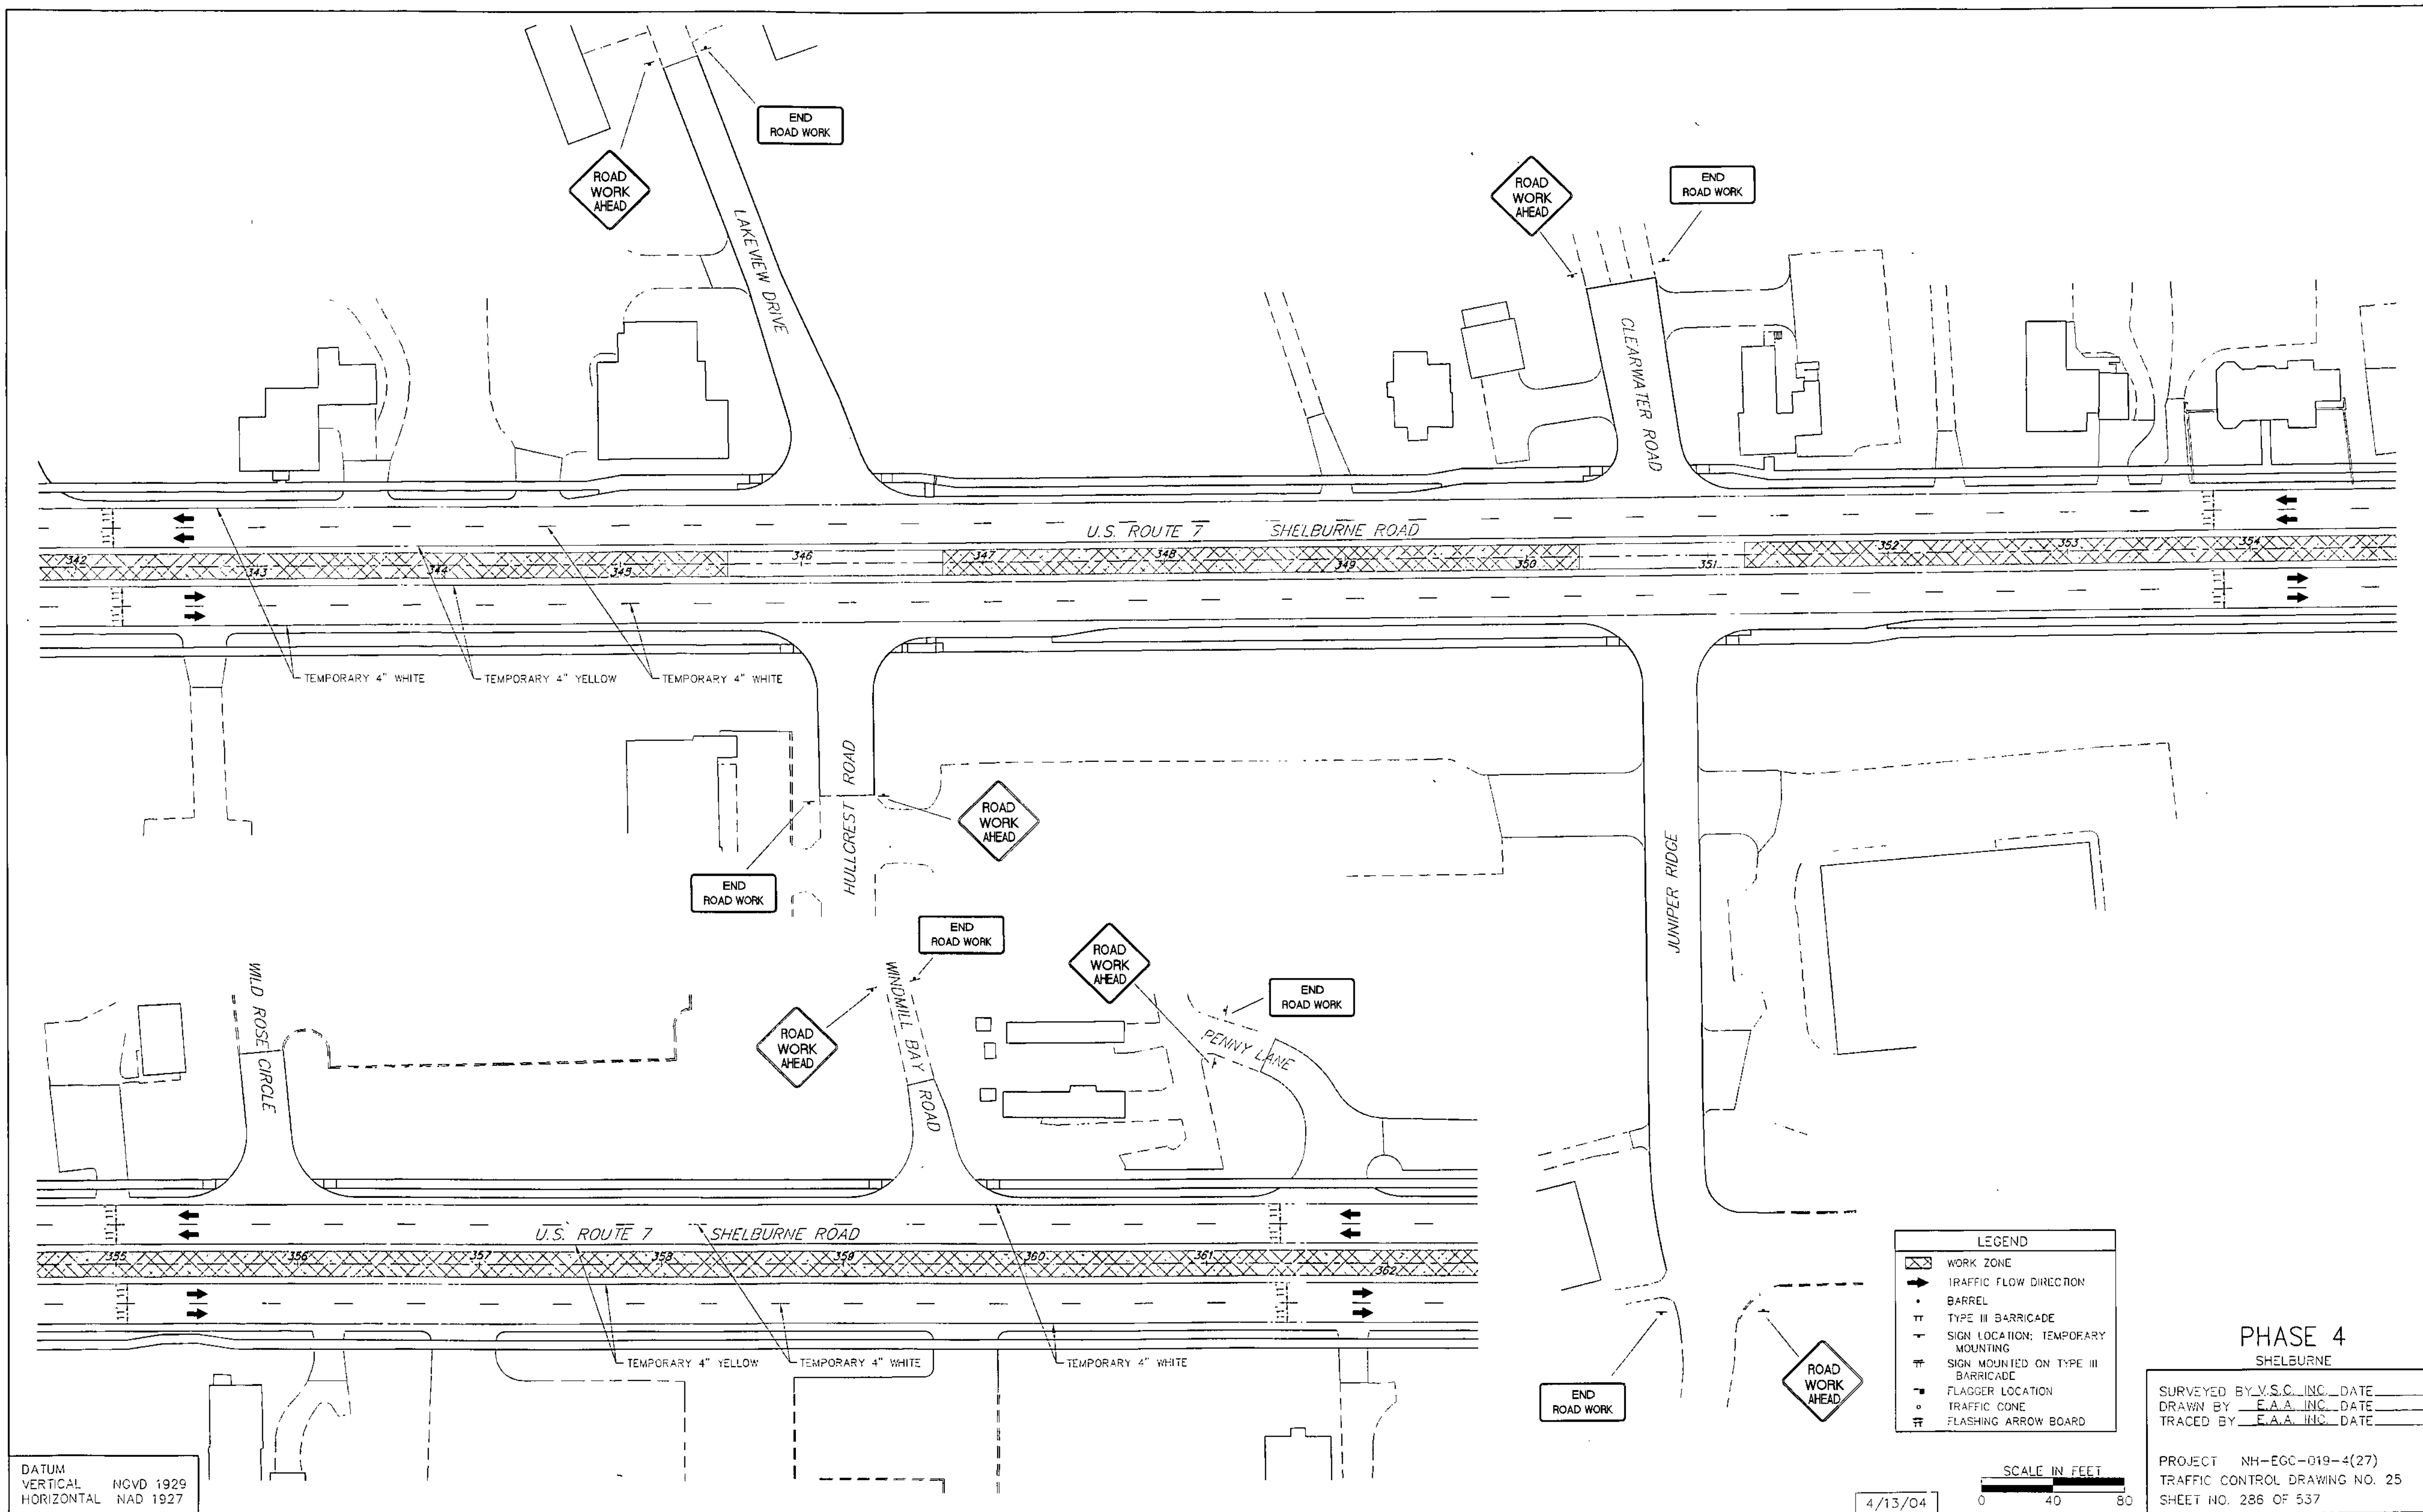 END
ROAD WORK
ROAD
WORK
AHEAD
LAKEVIEW DRIVE
ROAD
WORK
AHEAD
END
ROAD WORK
CLEARWATER ROAD
U.S. ROUTE 7 SHELBURNE ROAD
342
343
344
345
346
347
348
349
350
351
352
353
354
TEMPORARY 4" WHITE
TEMPORARY 4" YELLOW
TEMPORARY 4" WHITE
HULLCREST ROAD
ROAD
WORK
AHEAD
END
ROAD WORK
JUNIPER RIDGE
END
ROAD WORK
ROAD
WORK
AHEAD
END
ROAD WORK
WILD ROSE CIRCLE
ROAD
WORK
AHEAD
WINDMILL BAY ROAD
PENNY LANE
U.S. ROUTE 7 SHELBURNE ROAD
355
356
357
358
359
360
361
362
TEMPORARY 4" YELLOW
TEMPORARY 4" WHITE
TEMPORARY 4" WHITE
END
ROAD WORK
ROAD
WORK
AHEAD
LEGEND
WORK ZONE
TRAFFIC FLOW DIRECTION
BARREL
TYPE III BARRICADE
SIGN LOCATION; TEMPORARY
MOUNTING
SIGN MOUNTED ON TYPE III
BARRICADE
FLAGGER LOCATION
TRAFFIC CONE
FLASHING ARROW BOARD
PHASE 4
SHELBURNE
SURVEYED BY V.S.C. INC. DATE
DRAWN BY E.A.A. INC. DATE
TRACED BY E.A.A. INC. DATE
PROJECT NH-EGC-019-4(27)
TRAFFIC CONTROL DRAWING NO. 25
SHEET NO. 286 OF 537
SCALE IN FEET
0 40 80
4/13/04
DATUM
VERTICAL NGVD 1929
HORIZONTAL NAD 1927